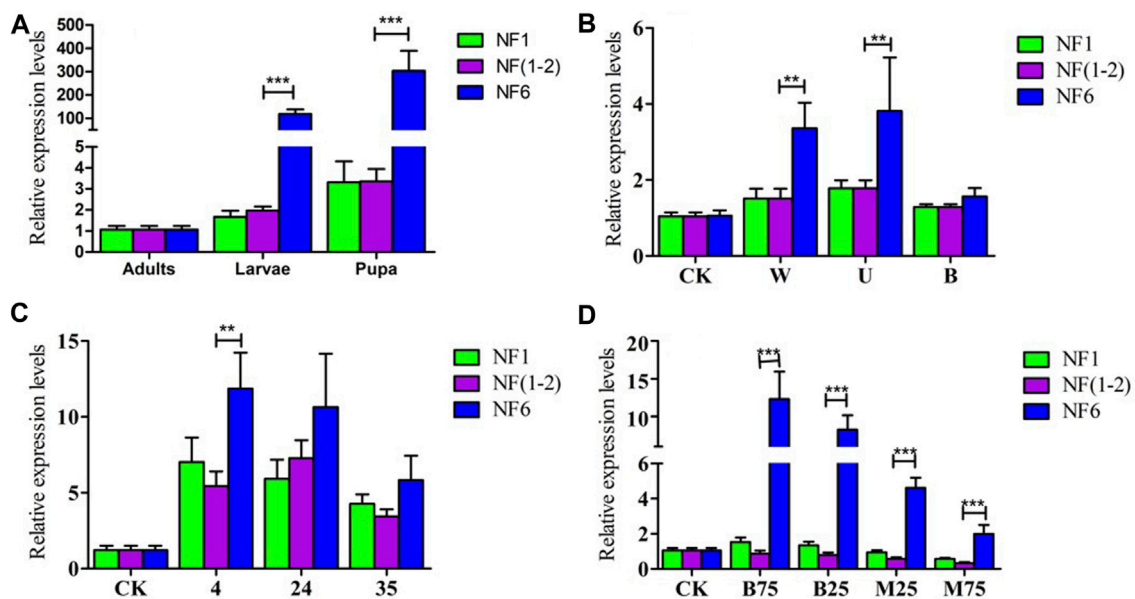 A
Relative expression levels
500
400
300
200
100
5
4
3
2
1
0
***
***
Adults Larvae Pupa
NF1
NF(1-2)
NF6
B
Relative expression levels
6
4
2
0
**
**
CK W U B
NF1
NF(1-2)
NF6
C
Relative expression levels
15
10
5
0
**
CK 4 24 35
NF1
NF(1-2)
NF6
D
Relative expression levels
20
15
10
6
4
2
0
***
***
***
***
CK B75 B25 M25 M75
NF1
NF(1-2)
NF6